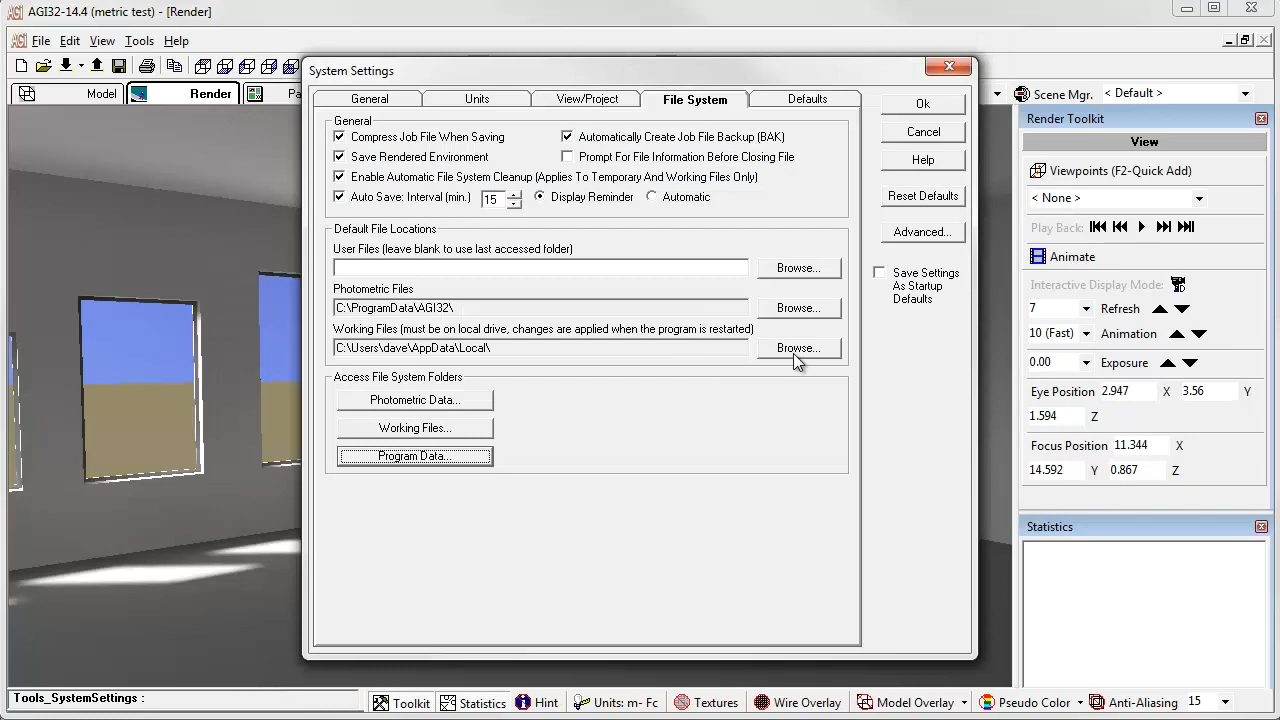 AGI32-14.4 (metric test) - [Render]
File Edit View Tools Help
Model Render
Scene Mgr. < Default >
System Settings
General Units View/Project File System Defaults
General
Compress Job File When Saving
Automatically Create Job File Backup (BAK)
Save Rendered Environment
Prompt For File Information Before Closing File
Enable Automatic File System Cleanup (Applies To Temporary And Working Files Only)
Auto Save: Interval (min.) 15 Display Reminder Automatic
Default File Locations
User Files (leave blank to use last accessed folder)
Browse...
Photometric Files
C:\ProgramData\AGI32\ Browse...
Working Files (must be on local drive, changes are applied when the program is restarted)
C:\Users\dave\AppData\Local\ Browse...
Access File System Folders
Photometric Data...
Working Files...
Program Data...
Ok
Cancel
Help
Reset Defaults
Advanced...
Save Settings
As Startup
Defaults
Render Toolkit
View
Viewpoints (F2-Quick Add)
< None >
Play Back:
Animate
Interactive Display Mode:
7 Refresh
10 (Fast) Animation
0.00 Exposure
Eye Position 2.947 X 3.56 Y
1.594 Z
Focus Position 11.344 X
14.592 Y 0.867 Z
Statistics
Tools_SystemSettings :
Toolkit Statistics Hint Units: m- Fc Textures Wire Overlay Model Overlay Pseudo Color Anti-Aliasing 15